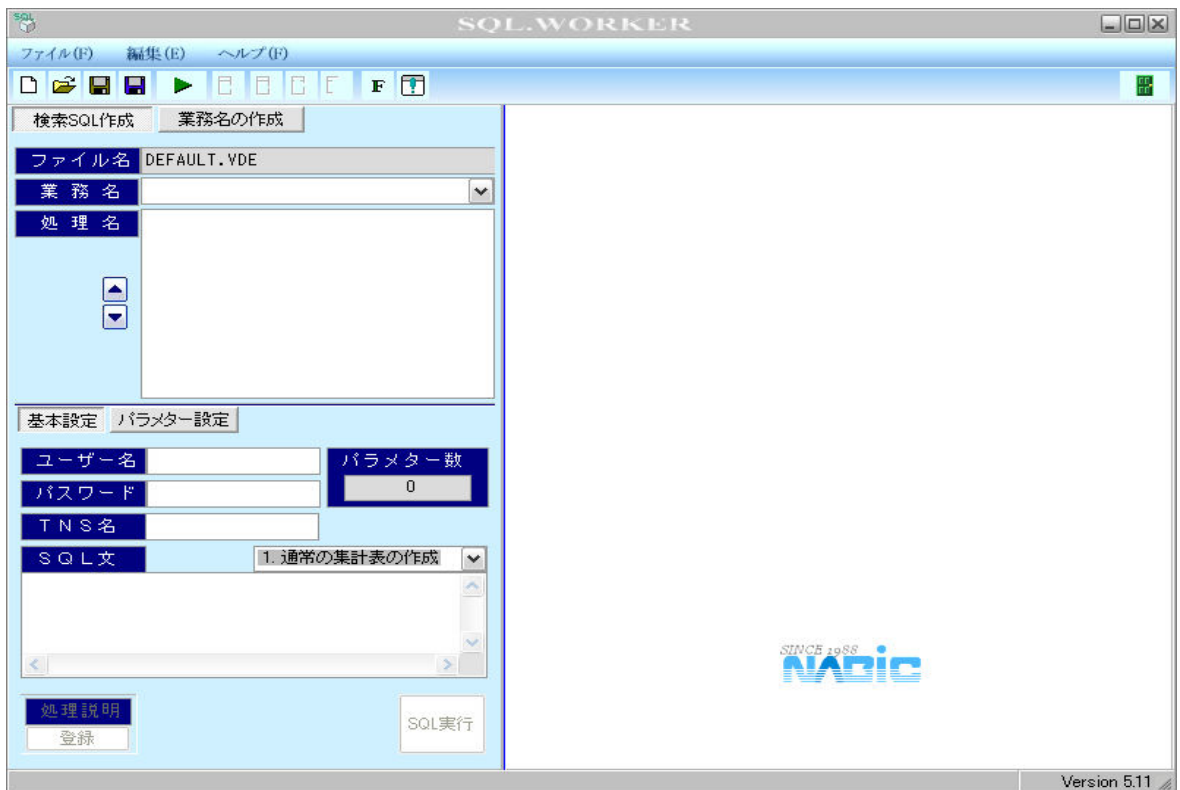 SQL
SQL.WORKER
ファイル(F) 編集(E) ヘルプ(F)
F
検索SQL作成 業務名の作成
ファイル名 DEFAULT.VDE
業務名
処理名
基本設定 パラメター設定
ユーザー名 パラメター数
パスワード 0
TNS名
SQL文 1.通常の集計表の作成
SINCE 1988
NABIC
処理説明
登録 SQL実行
Version 5.11